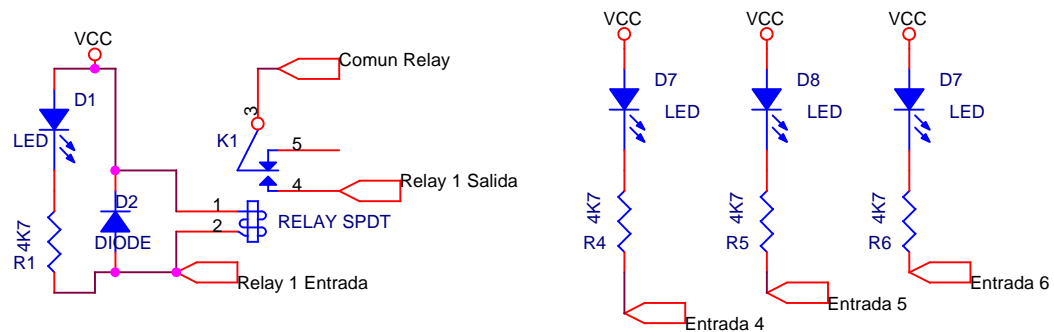 VCC
D1
LED
4K7
R1
D2
DIODE
Comun Relay
3
K1
5
4
Relay 1 Salida
1
2
RELAY SPDT
Relay 1 Entrada
VCC
D7
LED
4K7
R4
Entrada 4
VCC
D8
LED
4K7
R5
Entrada 5
VCC
D7
LED
4K7
R6
Entrada 6